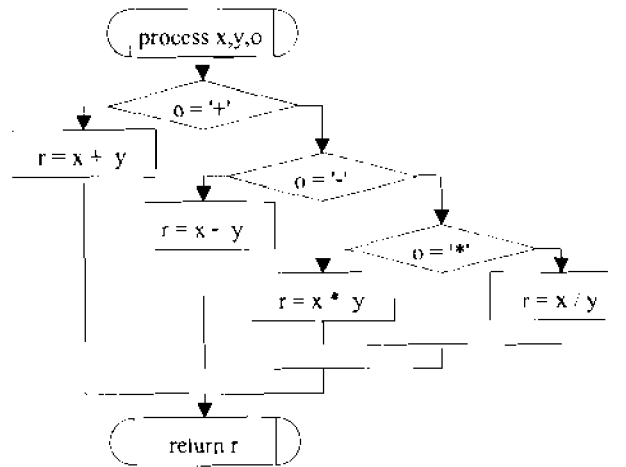 process x,y,o
o = '+'
r = x + y
o = '-'
r = x - y
o = '*'
r = x * y
r = x / y
return r